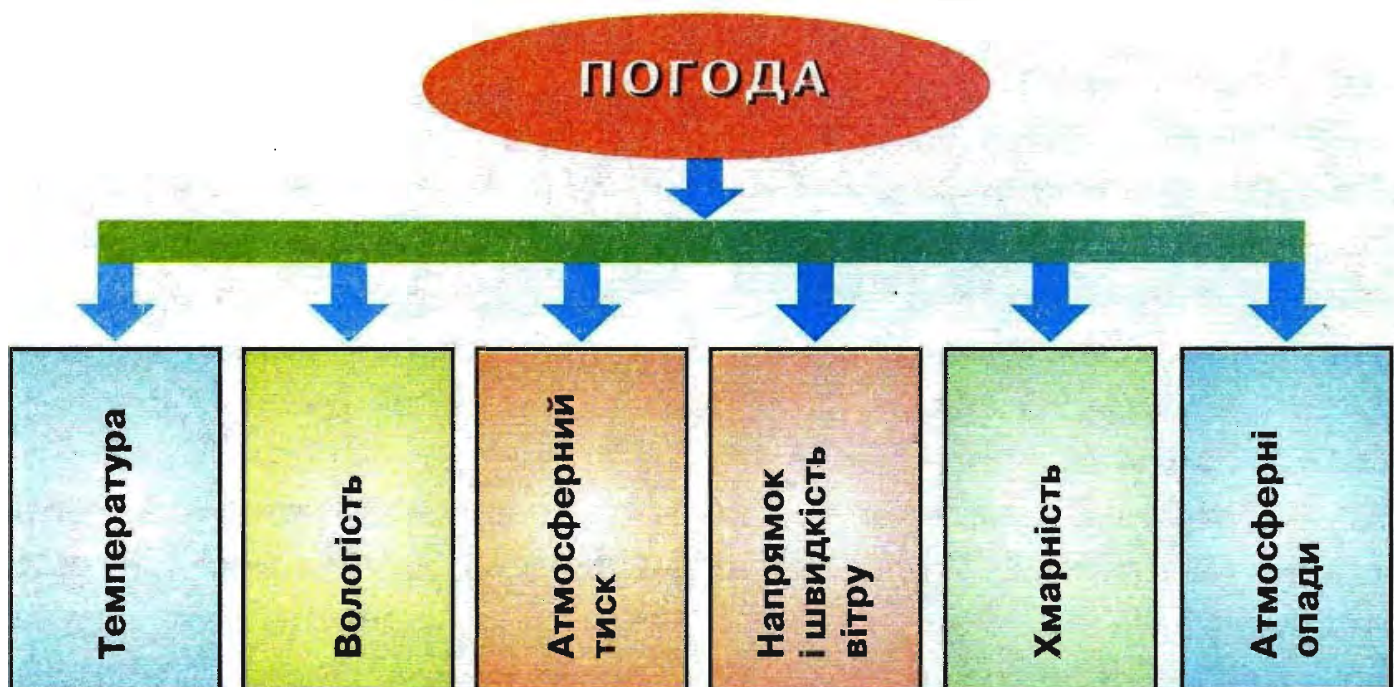 ПОГОДА
Температура
Вологість
Атмосферний
тиск
Напрямок
і швидкість
вітру
Хмарність
Атмосферні
опади